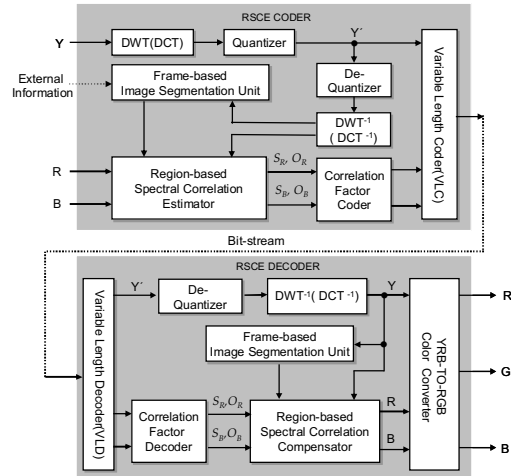 RSCE CODER
Y
DWT(DCT)
Quantizer
Y´
External
Information
Frame-based
Image Segmentation Unit
De-
Quantizer
DWT⁻¹
( DCT ⁻¹)
Variable Length
Coder(VLC)
R
B
Region-based
Spectral Correlation
Estimator
S_R, O_R
S_B, O_B
Correlation
Factor
Coder
Bit-stream
RSCE DECODER
Variable Length
Decoder(VLD)
Y´
De-
Quantizer
DWT⁻¹( DCT ⁻¹)
Y
Frame-based
Image Segmentation Unit
YRB-TO-RGB
Color Converter
R
G
B
Correlation
Factor
Decoder
S_R,O_R
S_B,O_B
Region-based
Spectral Correlation
Compensator
R
B